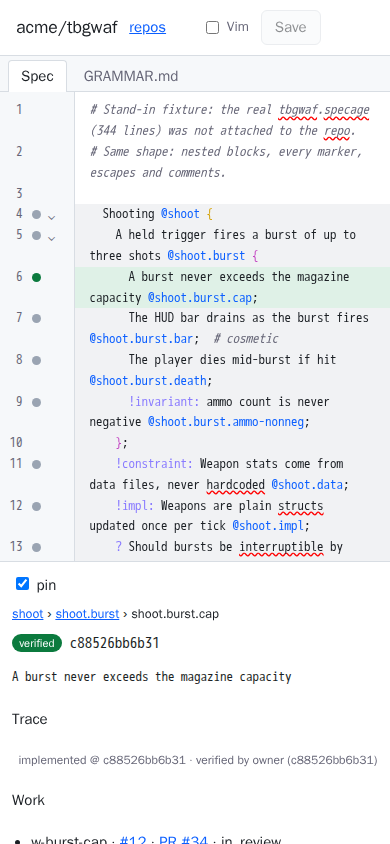 acme/tbgwaf repos Vim Save
Spec GRAMMAR.md
1 # Stand-in fixture: the real tbgwaf.specage
(344 lines) was not attached to the repo.
2 # Same shape: nested blocks, every marker,
escapes and comments.
3
4 Shooting @shoot {
5 A held trigger fires a burst of up to
three shots @shoot.burst {
6 A burst never exceeds the magazine
capacity @shoot.burst.cap;
7 The HUD bar drains as the burst fires
@shoot.burst.bar; # cosmetic
8 The player dies mid-burst if hit
@shoot.burst.death;
9 !invariant: ammo count is never
negative @shoot.burst.ammo-nonneg;
10 };
11 !constraint: Weapon stats come from
data files, never hardcoded @shoot.data;
12 !impl: Weapons are plain structs
updated once per tick @shoot.impl;
13 ? Should bursts be interruptible by
pin
shoot › shoot.burst › shoot.burst.cap
verified c88526bb6b31
A burst never exceeds the magazine capacity
Trace
implemented @ c88526bb6b31 · verified by owner (c88526bb6b31)
Work
• w-burst-cap · #12 · PR #34 · in_review